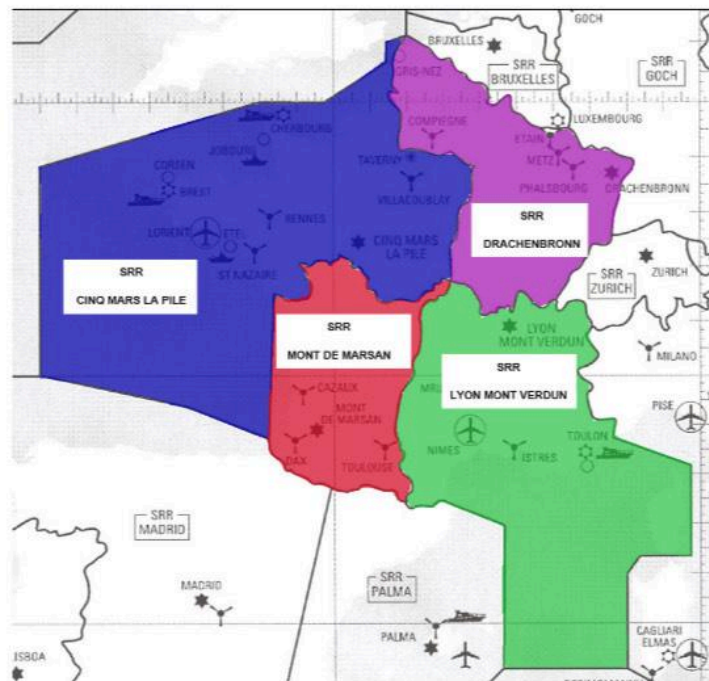 GOCH
BRUXELLES
GRIS-NEZ
SRR
BRUXELLES
SRR
GOCH
CHERBOURG
COMPIEGNE
LUXEMBOURG
ETAIN
JOBOURG
TAVERNY
METZ
CORSEN
PHALSBOURG
DRACHENBRONN
BREST
VILLACOUBLAY
RENNES
SRR
DRACHENBRONN
LORIENT
ETEL
CINQ MARS
LA PILE
ZURICH
ST NAZAIRE
SRR
ZURICH
SRR
CINQ MARS LA PILE
SRR
MONT DE MARSAN
LYON
MONT VERDUN
MILANO
SRR
LYON MONT VERDUN
CAZAUX
PISE
MONT
DE MARSAN
NIMES
TOULON
DAX
TOULOUSE
ISTRES
SRR
MADRID
SRR
PALMA
MADRID
PALMA
CAGLIARI
ELMAS
LISBOA